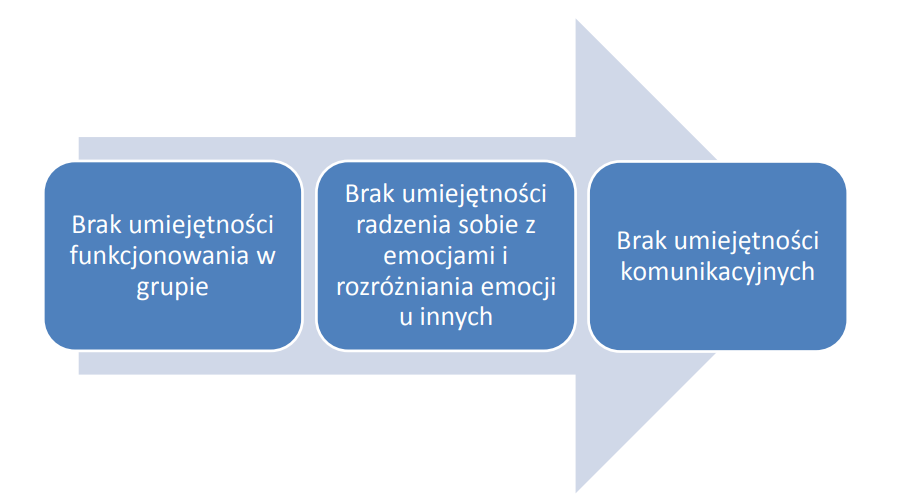 Brak umiejętności
funkcjonowania w
grupie
Brak umiejętności
radzenia sobie z
emocjami i
rozróżniania emocji
u innych
Brak umiejętności
komunikacyjnych